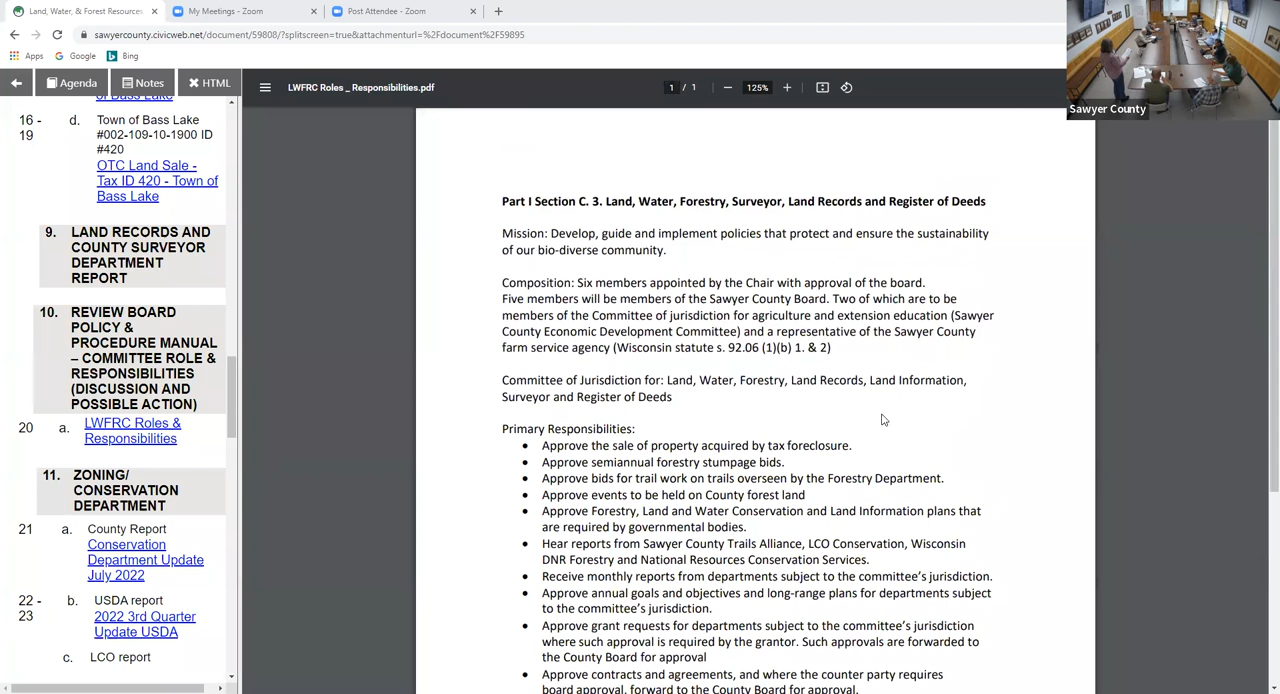 Land, Water, & Forest Resources
My Meetings - Zoom
Post Attendee - Zoom
sawyercounty.civicweb.net/document/59808/?splitscreen=true&attachmenturl=%2Fdocument%2F59895
Apps
Google
Bing
Agenda
Notes
HTML
of Bass Lake
16 -
19
d.
Town of Bass Lake
#002-109-10-1900 ID
#420
OTC Land Sale -
Tax ID 420 - Town of
Bass Lake
9. LAND RECORDS AND
COUNTY SURVEYOR
DEPARTMENT
REPORT
10. REVIEW BOARD
POLICY &
PROCEDURE MANUAL
– COMMITTEE ROLE &
RESPONSIBILITIES
(DISCUSSION AND
POSSIBLE ACTION)
20 a. LWFRC Roles &
Responsibilities
11. ZONING/
CONSERVATION
DEPARTMENT
21 a. County Report
Conservation
Department Update
July 2022
22 - b. USDA report
23 2022 3rd Quarter
Update USDA
c. LCO report
LWFRC Roles _ Responsibilities.pdf
1 / 1
125%
Sawyer County
Part I Section C. 3. Land, Water, Forestry, Surveyor, Land Records and Register of Deeds
Mission: Develop, guide and implement policies that protect and ensure the sustainability
of our bio-diverse community.
Composition: Six members appointed by the Chair with approval of the board.
Five members will be members of the Sawyer County Board. Two of which are to be
members of the Committee of jurisdiction for agriculture and extension education (Sawyer
County Economic Development Committee) and a representative of the Sawyer County
farm service agency (Wisconsin statute s. 92.06 (1)(b) 1. & 2)
Committee of Jurisdiction for: Land, Water, Forestry, Land Records, Land Information,
Surveyor and Register of Deeds
Primary Responsibilities:
• Approve the sale of property acquired by tax foreclosure.
• Approve semiannual forestry stumpage bids.
• Approve bids for trail work on trails overseen by the Forestry Department.
• Approve events to be held on County forest land
• Approve Forestry, Land and Water Conservation and Land Information plans that
are required by governmental bodies.
• Hear reports from Sawyer County Trails Alliance, LCO Conservation, Wisconsin
DNR Forestry and National Resources Conservation Services.
• Receive monthly reports from departments subject to the committee's jurisdiction.
• Approve annual goals and objectives and long-range plans for departments subject
to the committee's jurisdiction.
• Approve grant requests for departments subject to the committee's jurisdiction
where such approval is required by the grantor. Such approvals are forwarded to
the County Board for approval
• Approve contracts and agreements, and where the counter party requires
board approval, forward to the County Board for approval.